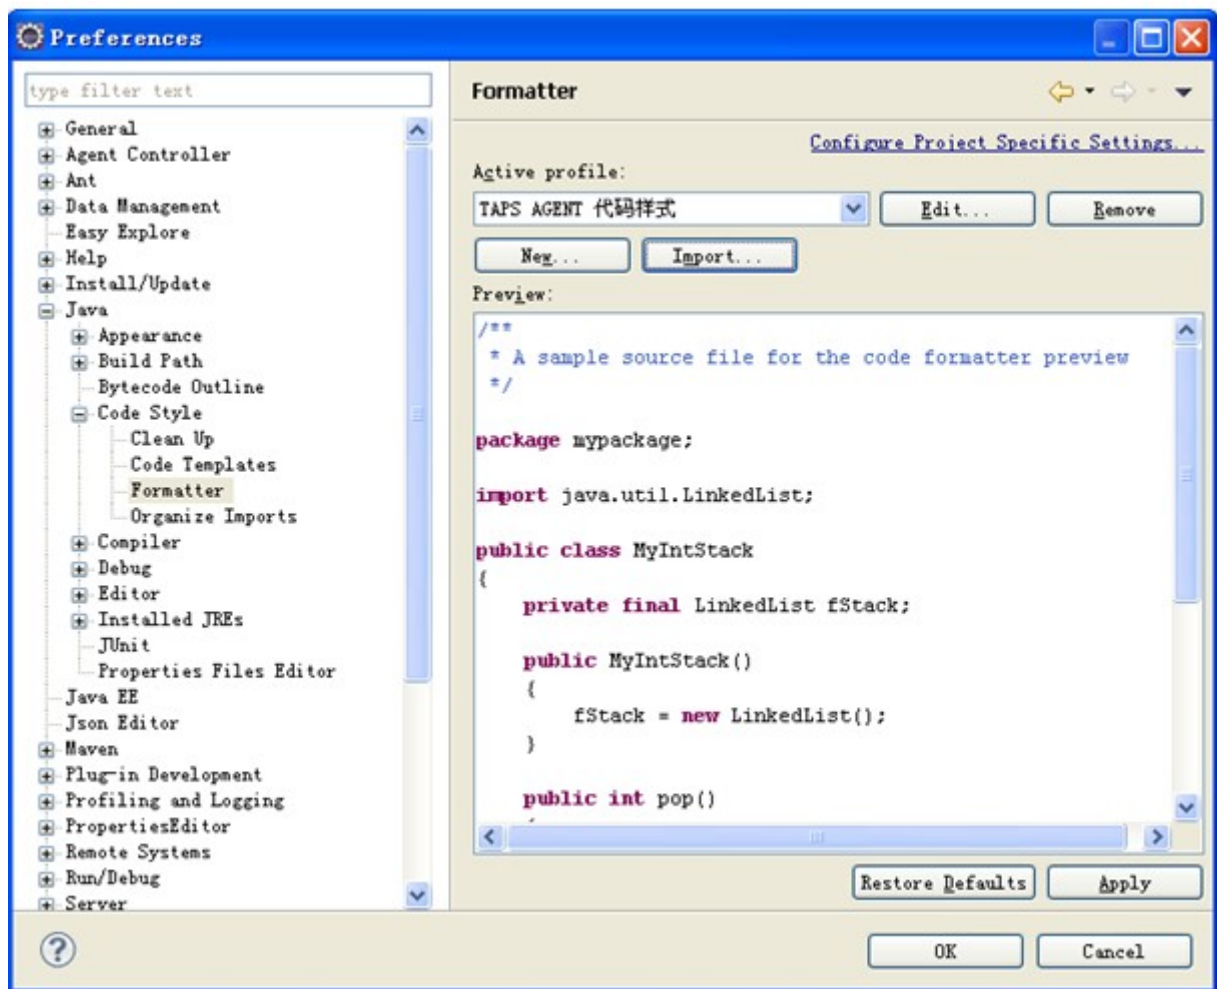 Preferences
type filter text
General
Agent Controller
Ant
Data Management
Easy Explore
Help
Install/Update
Java
Appearance
Build Path
Bytecode Outline
Code Style
Clean Up
Code Templates
Formatter
Organize Imports
Compiler
Debug
Editor
Installed JREs
JUnit
Properties Files Editor
Java EE
Json Editor
Maven
Plug-in Development
Profiling and Logging
PropertiesEditor
Remote Systems
Run/Debug
Server
Formatter
Configure Project Specific Settings...
Active profile:
TAPS AGENT 代码样式
Edit...
Remove
New...
Import...
Preview:
/**
 * A sample source file for the code formatter preview
 */
package mypackage;
import java.util.LinkedList;
public class MyIntStack
{
private final LinkedList fStack;
public MyIntStack()
{
fStack = new LinkedList();
}
public int pop()
Restore Defaults
Apply
?
OK
Cancel